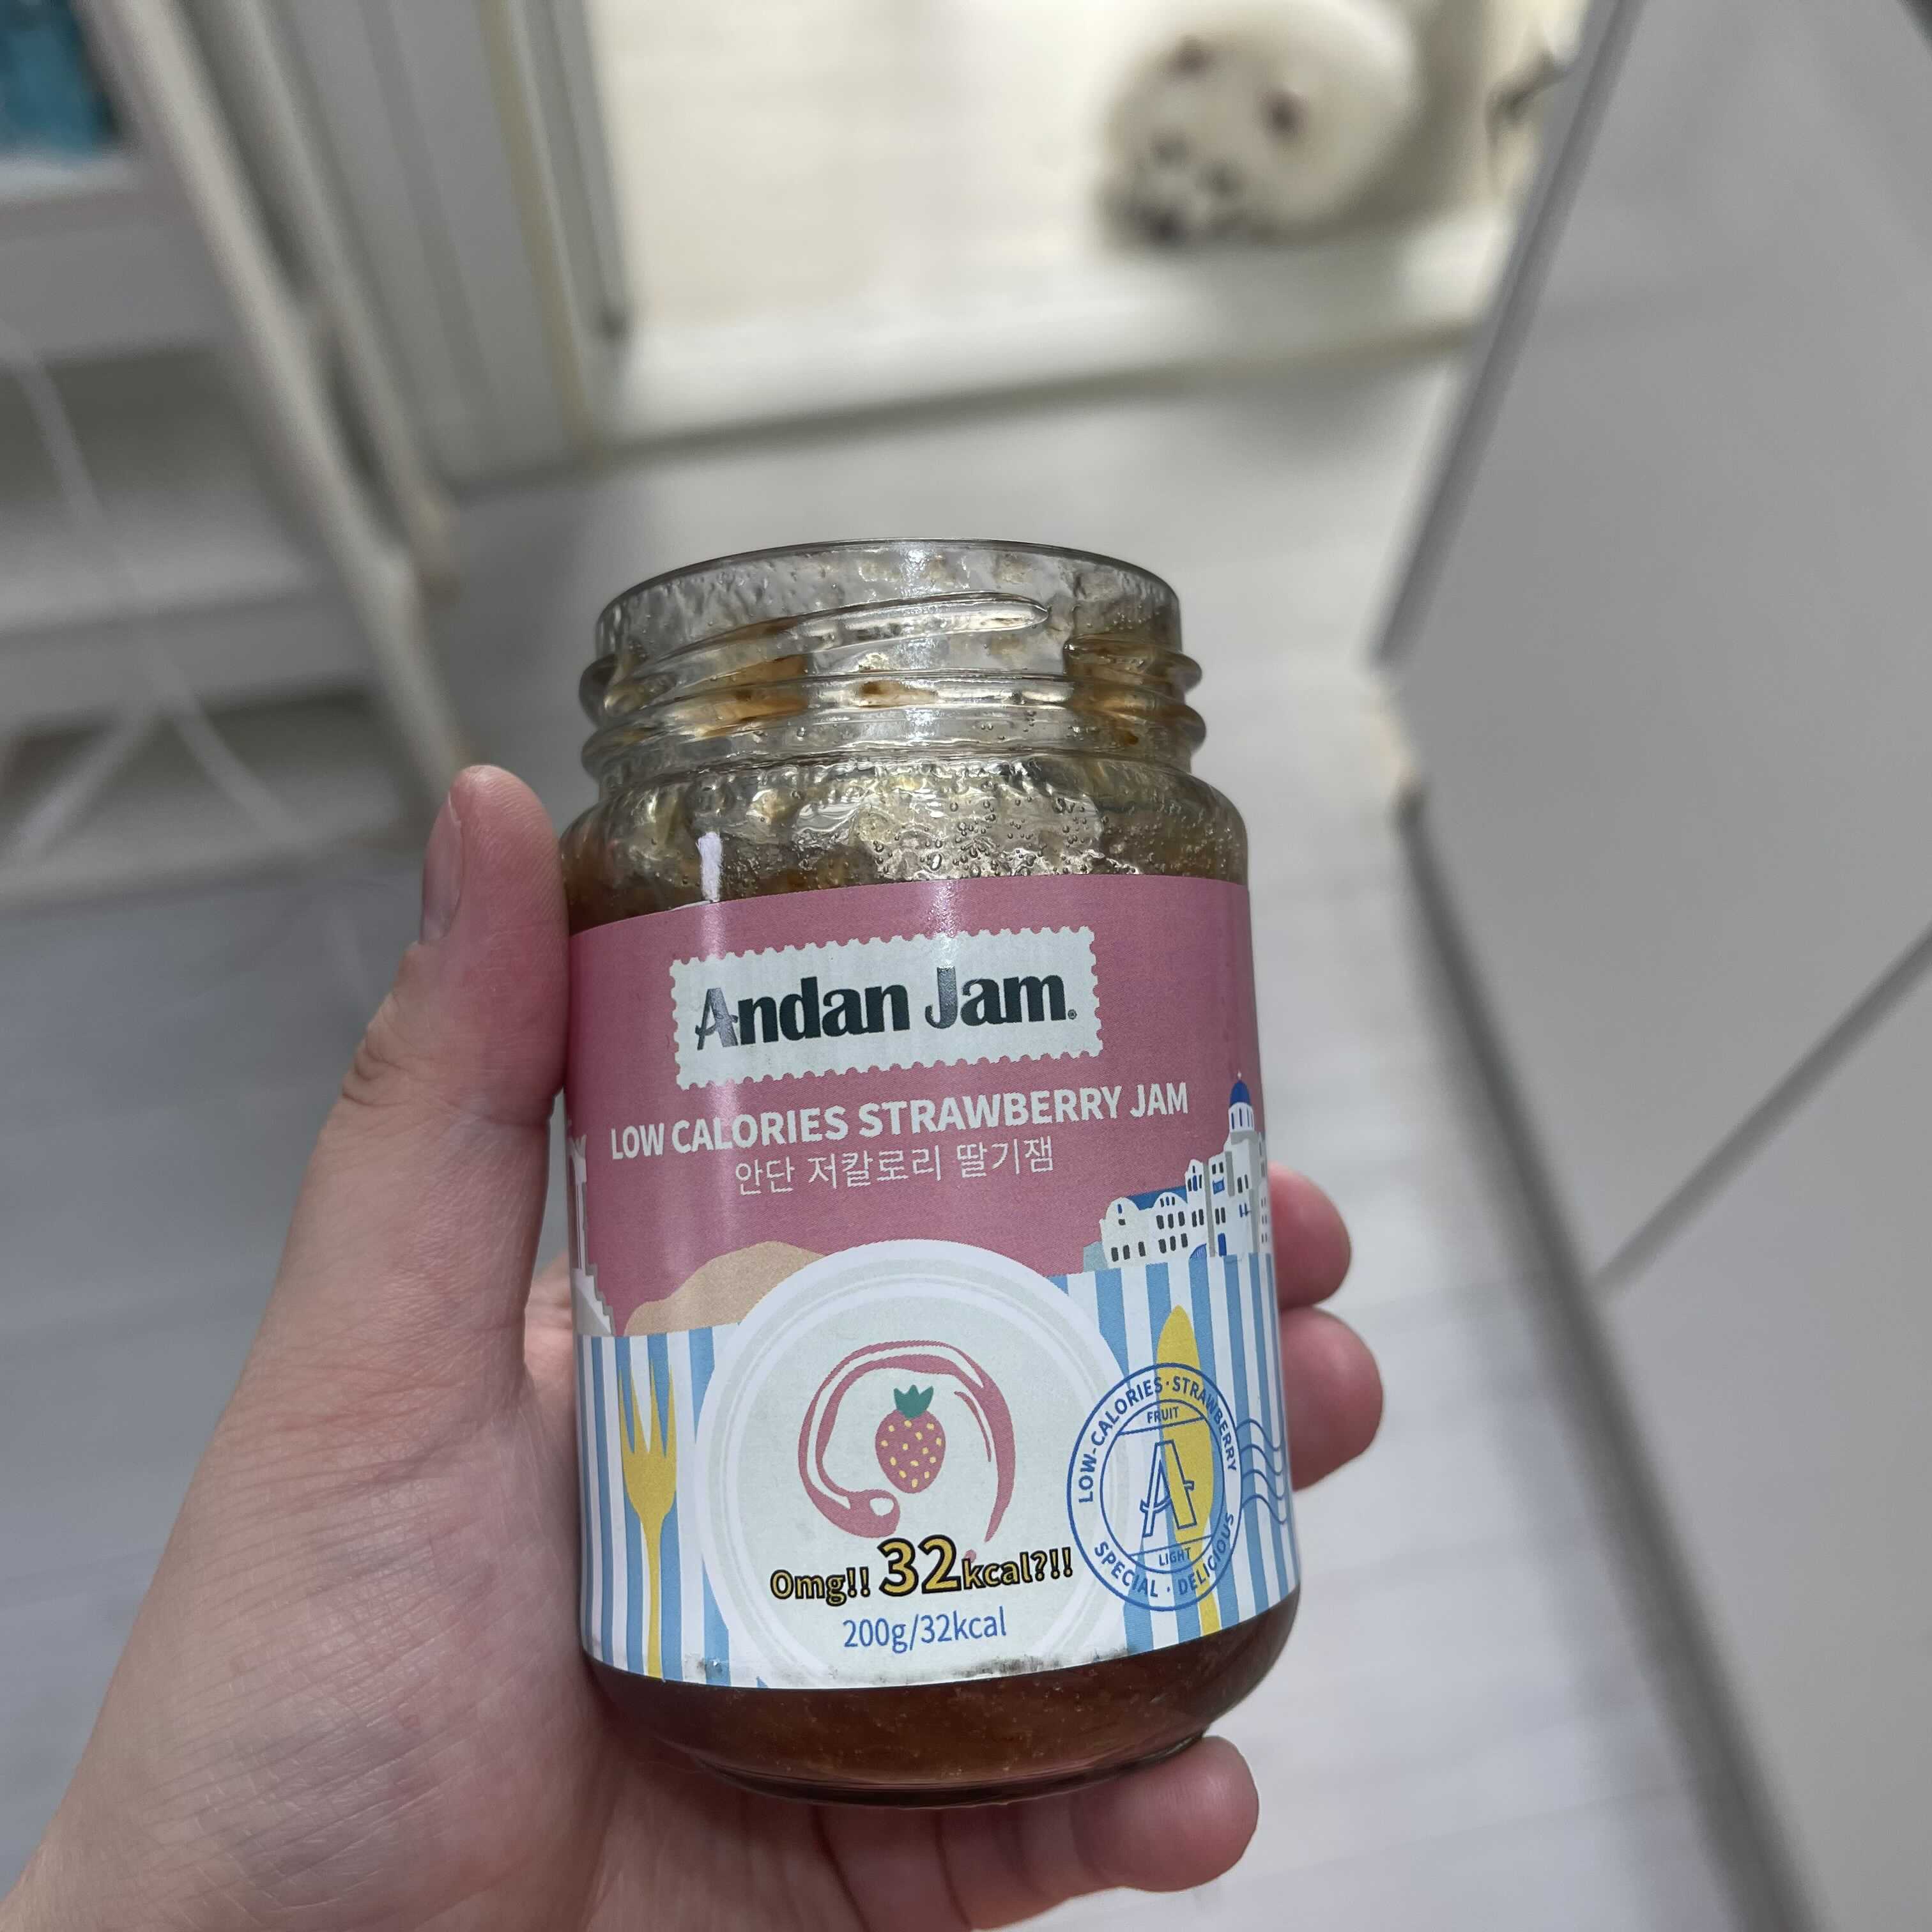 Andan Jam
LOW CALORIES STRAWBERRY JAM
안단 저칼로리 딸기잼
LOW-CALORIES·STRAWBERRY
FRUIT
A
LIGHT
SPECIAL · DELICIOUS
Omg!! 32kcal?!!
200g/32kcal